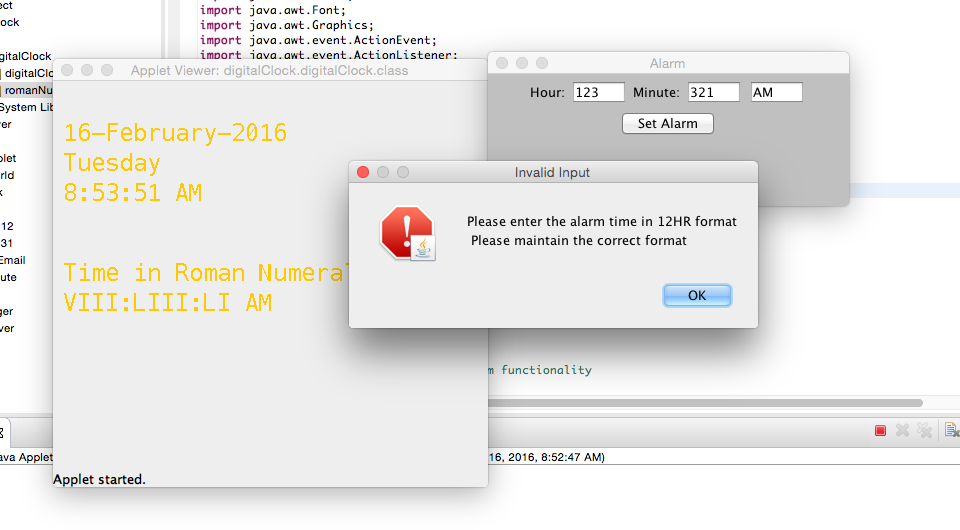 ect
ock
gitalClock
digitalClo
romanNu
System Lib
ver
plet
rld
k
12
31
Email
ute
ger
ver
import java.awt.Font;
import java.awt.Graphics;
import java.awt.event.ActionEvent;
import java.awt.event.ActionListener;
Applet Viewer: digitalClock.digitalClock.class
16-February-2016
Tuesday
8:53:51 AM
Time in Roman Numeral
VIII:LIII:LI AM
Applet started.
Alarm
Hour: 123 Minute: 321 AM
Set Alarm
Invalid Input
Please enter the alarm time in 12HR format
Please maintain the correct format
OK
m functionality
ava Applet
16, 2016, 8:52:47 AM)